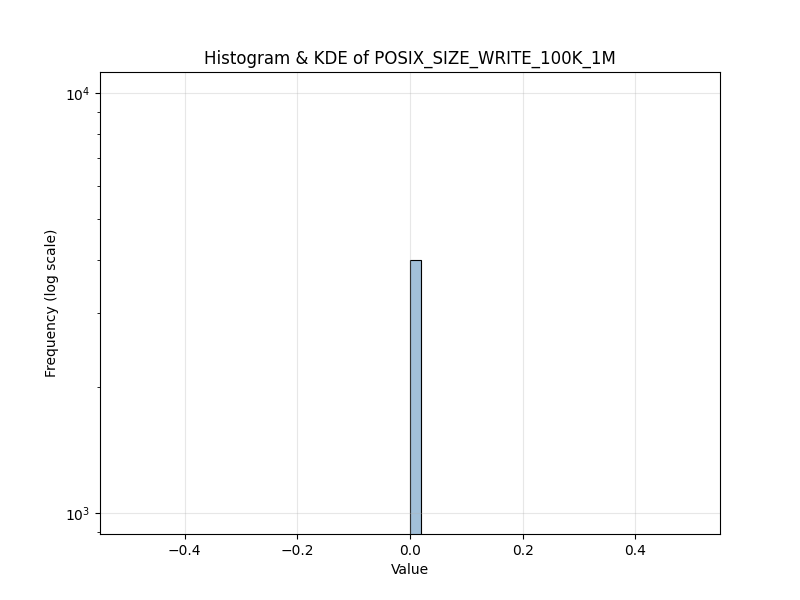 Histogram & KDE of POSIX_SIZE_WRITE_100K_1M
Frequency (log scale)
10⁴
10³
−0.4 −0.2 0.0 0.2 0.4
Value